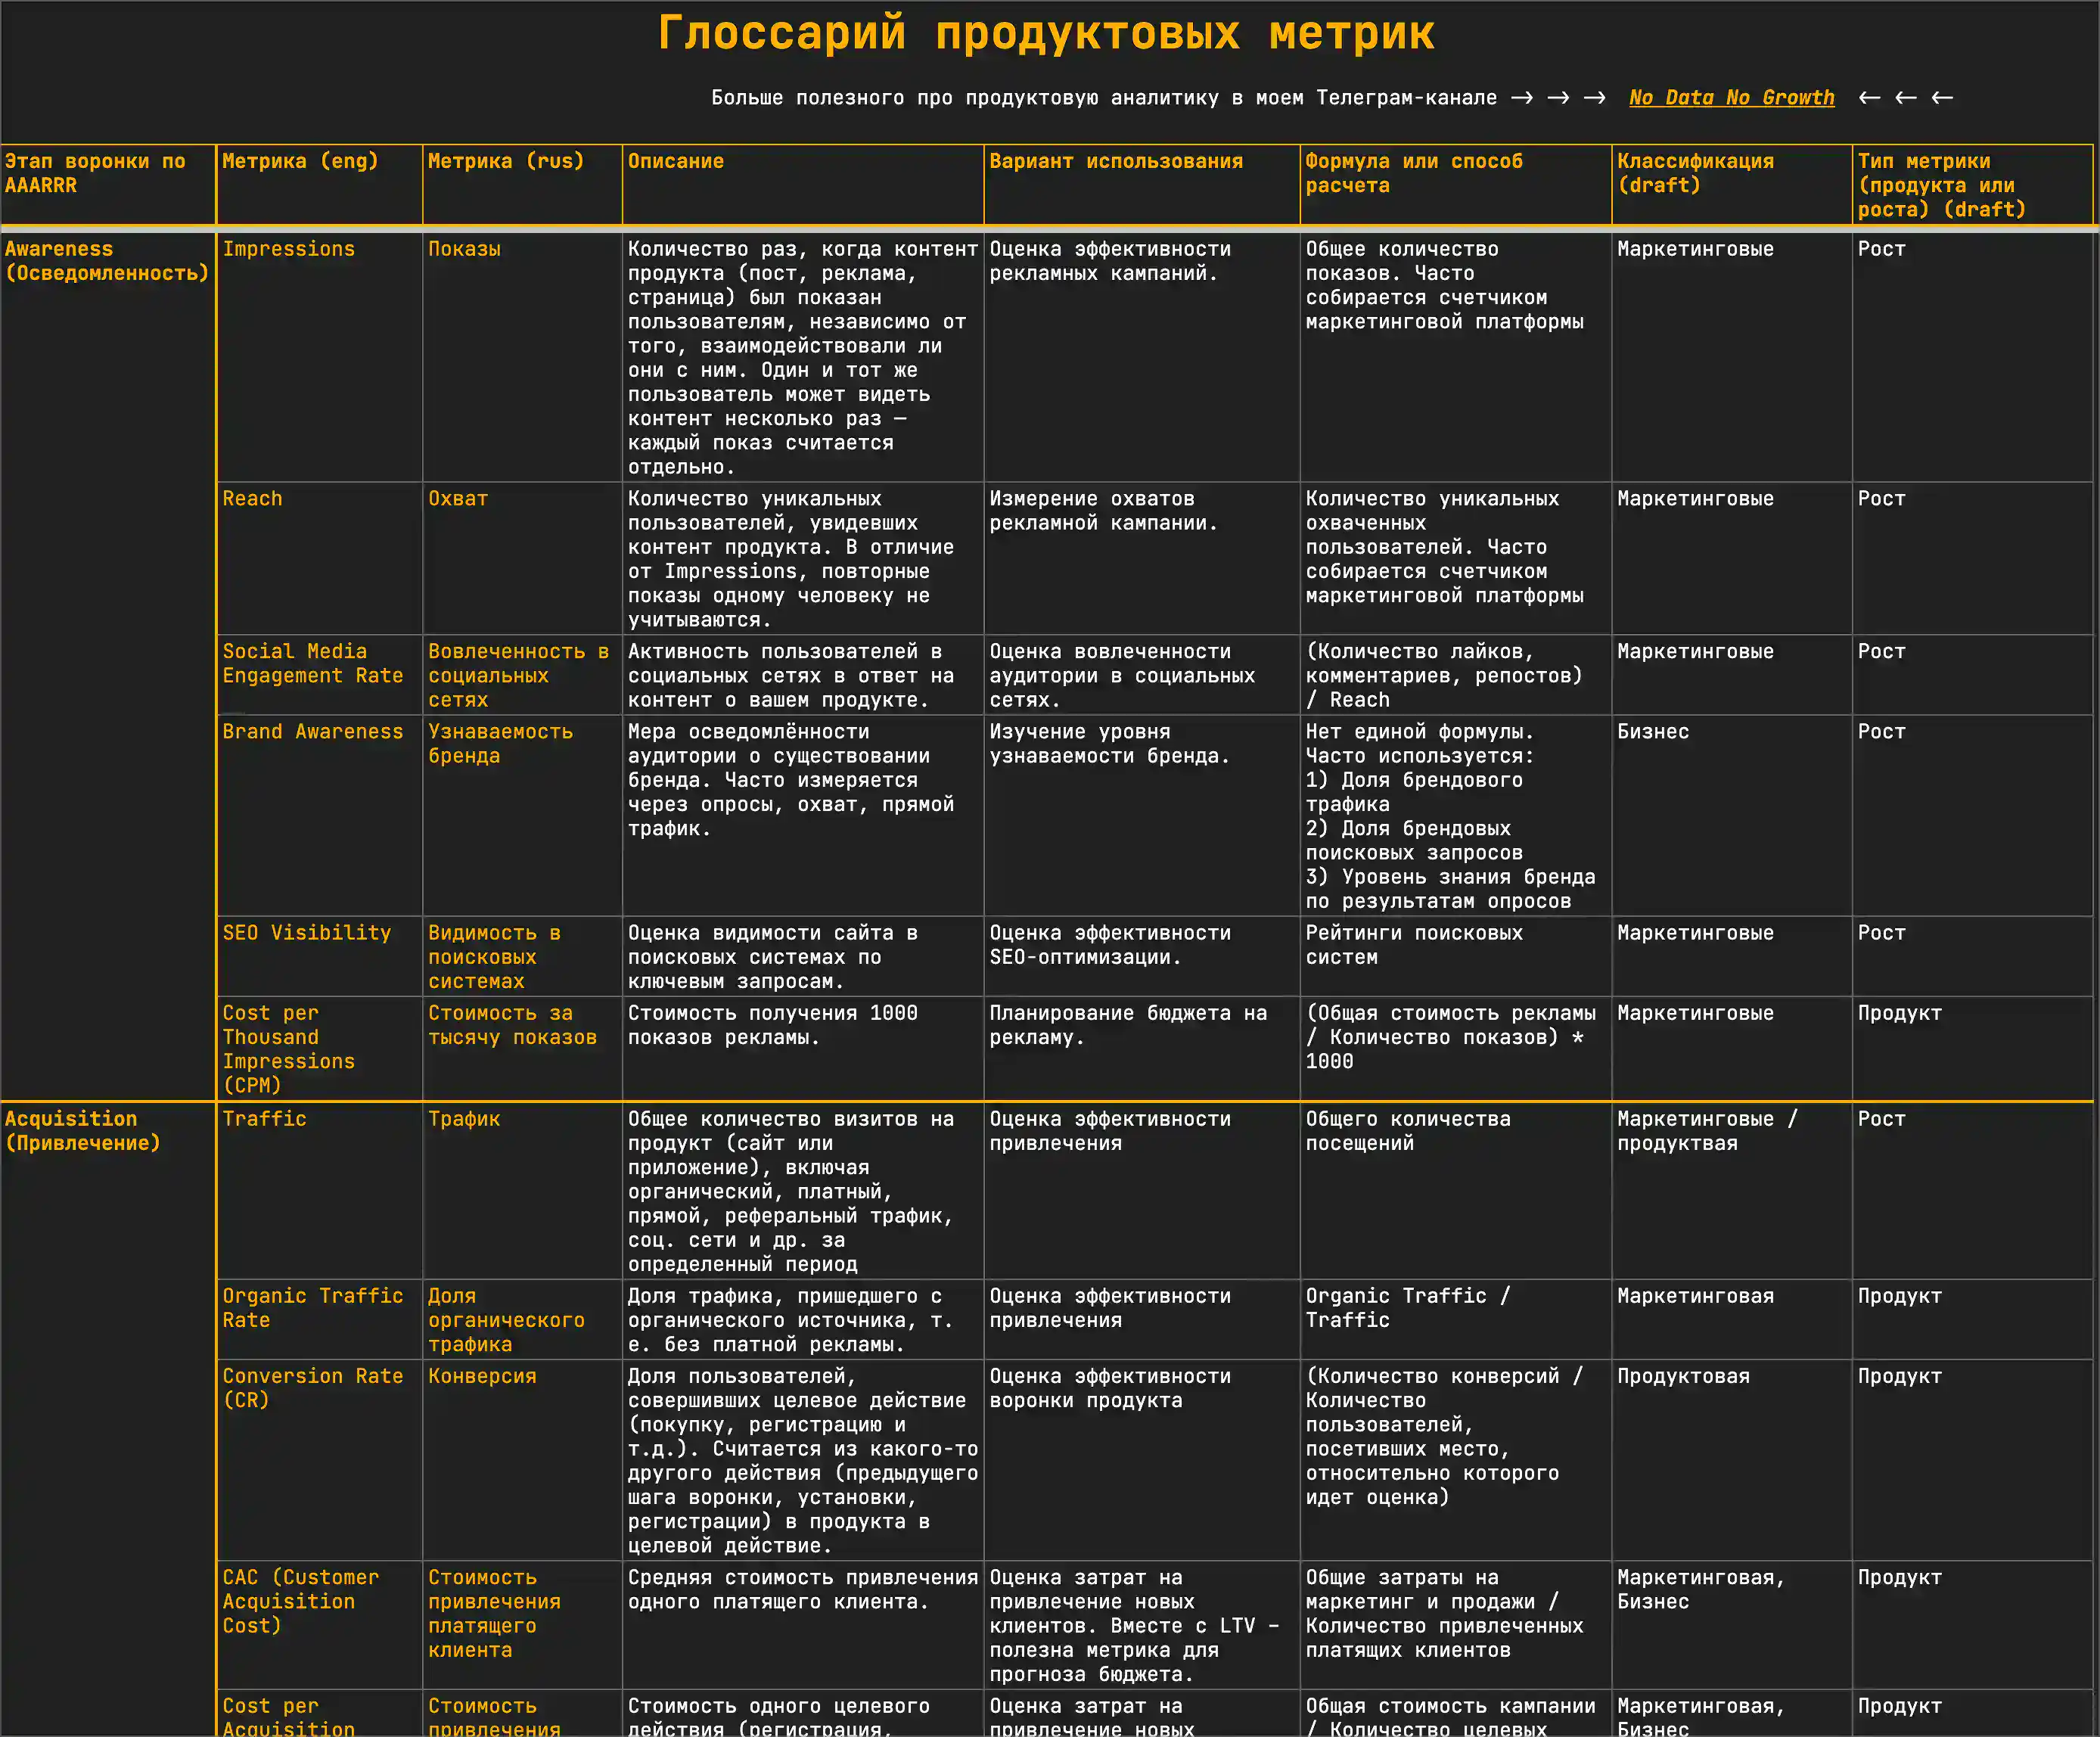 Глоссарий продуктовых метрик
Больше полезного про продуктовую аналитику в моем Телеграм-канале → → → No Data No Growth ← ← ←
Этап воронки по
AAARRR
Метрика (eng)
Метрика (rus)
Описание
Вариант использования
Формула или способ
расчета
Классификация
(draft)
Тип метрики
(продукта или
роста) (draft)
Awareness
(Осведомленность)
Impressions
Показы
Количество раз, когда контент
продукта (пост, реклама,
страница) был показан
пользователям, независимо от
того, взаимодействовали ли
они с ним. Один и тот же
пользователь может видеть
контент несколько раз —
каждый показ считается
отдельно.
Оценка эффективности
рекламных кампаний.
Общее количество
показов. Часто
собирается счетчиком
маркетинговой платформы
Маркетинговые
Рост
Reach
Охват
Количество уникальных
пользователей, увидевших
контент продукта. В отличие
от Impressions, повторные
показы одному человеку не
учитываются.
Измерение охватов
рекламной кампании.
Количество уникальных
охваченных
пользователей. Часто
собирается счетчиком
маркетинговой платформы
Маркетинговые
Рост
Social Media
Engagement Rate
Вовлеченность в
социальных
сетях
Активность пользователей в
социальных сетях в ответ на
контент о вашем продукте.
Оценка вовлеченности
аудитории в социальных
сетях.
(Количество лайков,
комментариев, репостов)
/ Reach
Маркетинговые
Рост
Brand Awareness
Узнаваемость
бренда
Мера осведомлённости
аудитории о существовании
бренда. Часто измеряется
через опросы, охват, прямой
трафик.
Изучение уровня
узнаваемости бренда.
Нет единой формулы.
Часто используется:
1) Доля брендового
трафика
2) Доля брендовых
поисковых запросов
3) Уровень знания бренда
по результатам опросов
Бизнес
Рост
SEO Visibility
Видимость в
поисковых
системах
Оценка видимости сайта в
поисковых системах по
ключевым запросам.
Оценка эффективности
SEO-оптимизации.
Рейтинги поисковых
систем
Маркетинговые
Рост
Cost per
Thousand
Impressions
(CPM)
Стоимость за
тысячу показов
Стоимость получения 1000
показов рекламы.
Планирование бюджета на
рекламу.
(Общая стоимость рекламы
/ Количество показов) *
1000
Маркетинговые
Продукт
Acquisition
(Привлечение)
Traffic
Трафик
Общее количество визитов на
продукт (сайт или
приложение), включая
органический, платный,
прямой, реферальный трафик,
соц. сети и др. за
определенный период
Оценка эффективности
привлечения
Общего количества
посещений
Маркетинговые /
продуктвая
Рост
Organic Traffic
Rate
Доля
органического
трафика
Доля трафика, пришедшего с
органического источника, т.
е. без платной рекламы.
Оценка эффективности
привлечения
Organic Traffic /
Traffic
Маркетинговая
Продукт
Conversion Rate
(CR)
Конверсия
Доля пользователей,
совершивших целевое действие
(покупку, регистрацию и
т.д.). Считается из какого-то
другого действия (предыдущего
шага воронки, установки,
регистрации) в продукта в
целевой действие.
Оценка эффективности
воронки продукта
(Количество конверсий /
Количество
пользователей,
посетивших место,
относительно которого
идет оценка)
Продуктовая
Продукт
CAC (Customer
Acquisition
Cost)
Стоимость
привлечения
платящего
клиента
Средняя стоимость привлечения
одного платящего клиента.
Оценка затрат на
привлечение новых
клиентов. Вместе с LTV –
полезна метрика для
прогноза бюджета.
Общие затраты на
маркетинг и продажи /
Количество привлеченных
платящих клиентов
Маркетинговая,
Бизнес
Продукт
Cost per
Acquisition
Стоимость
привлечения
Стоимость одного целевого
действия (регистрация,
Оценка затрат на
привлечение новых
Общая стоимость кампании
/ Количество целевых
Маркетинговая,
Бизнес
Продукт